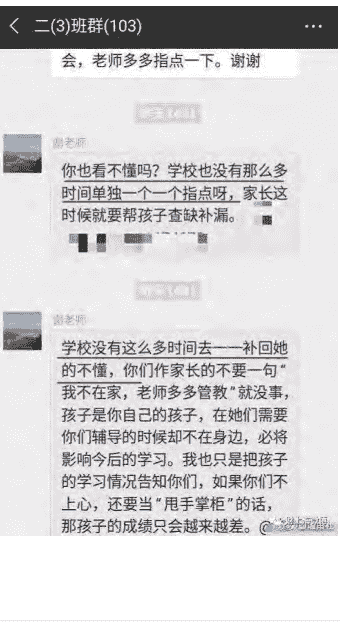 二(3)班群(103)
会，老师多多指点一下。谢谢
你也看不懂吗？学校也没有那么多
时间单独一个一个指点呀，家长这
时候就要帮孩子查缺补漏。
老师
学校没有这么多时间去一一补回她
的不懂，你们作家长的不要一句“
我不在家，老师多多管教”就没事，
孩子是你自己的孩子，在她们需要
你们辅导的时候却不在身边，必将
影响今后的学习。我也只是把孩子
的学习情况告知你们，如果你们不
上心，还要当“甩手掌柜”的话，
那孩子的成绩只会越来越差。@